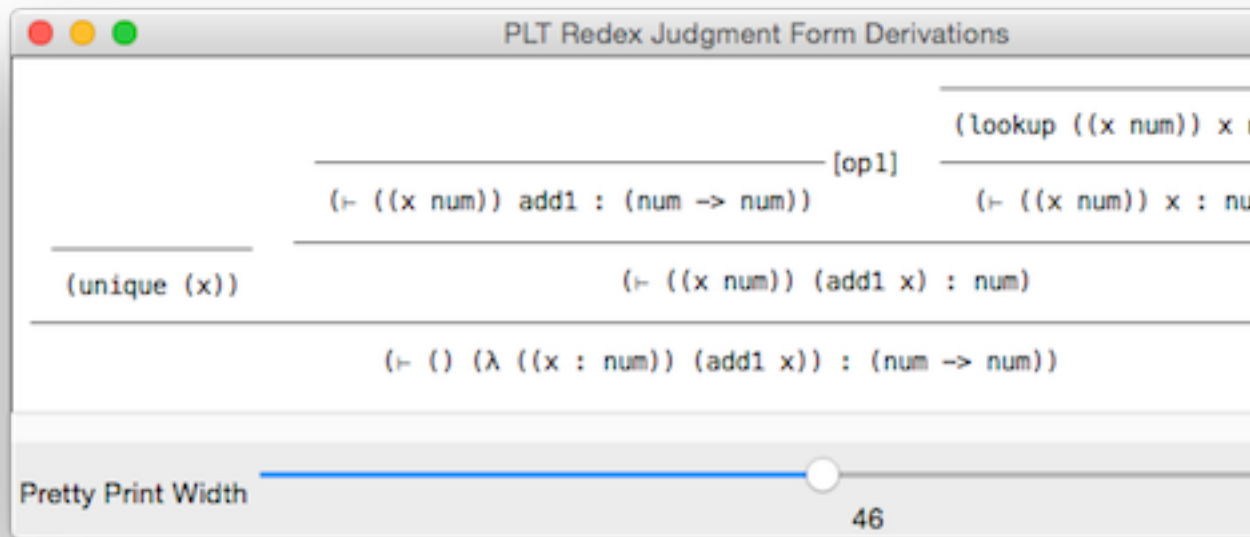 PLT Redex Judgment Form Derivations
(lookup ((x num)) x
[op1]
(⊢ ((x num)) add1 : (num -> num))
(⊢ ((x num)) x :
(unique (x))
(⊢ ((x num)) (add1 x) : num)
(⊢ () (λ ((x : num)) (add1 x)) : (num -> num))
Pretty Print Width
46